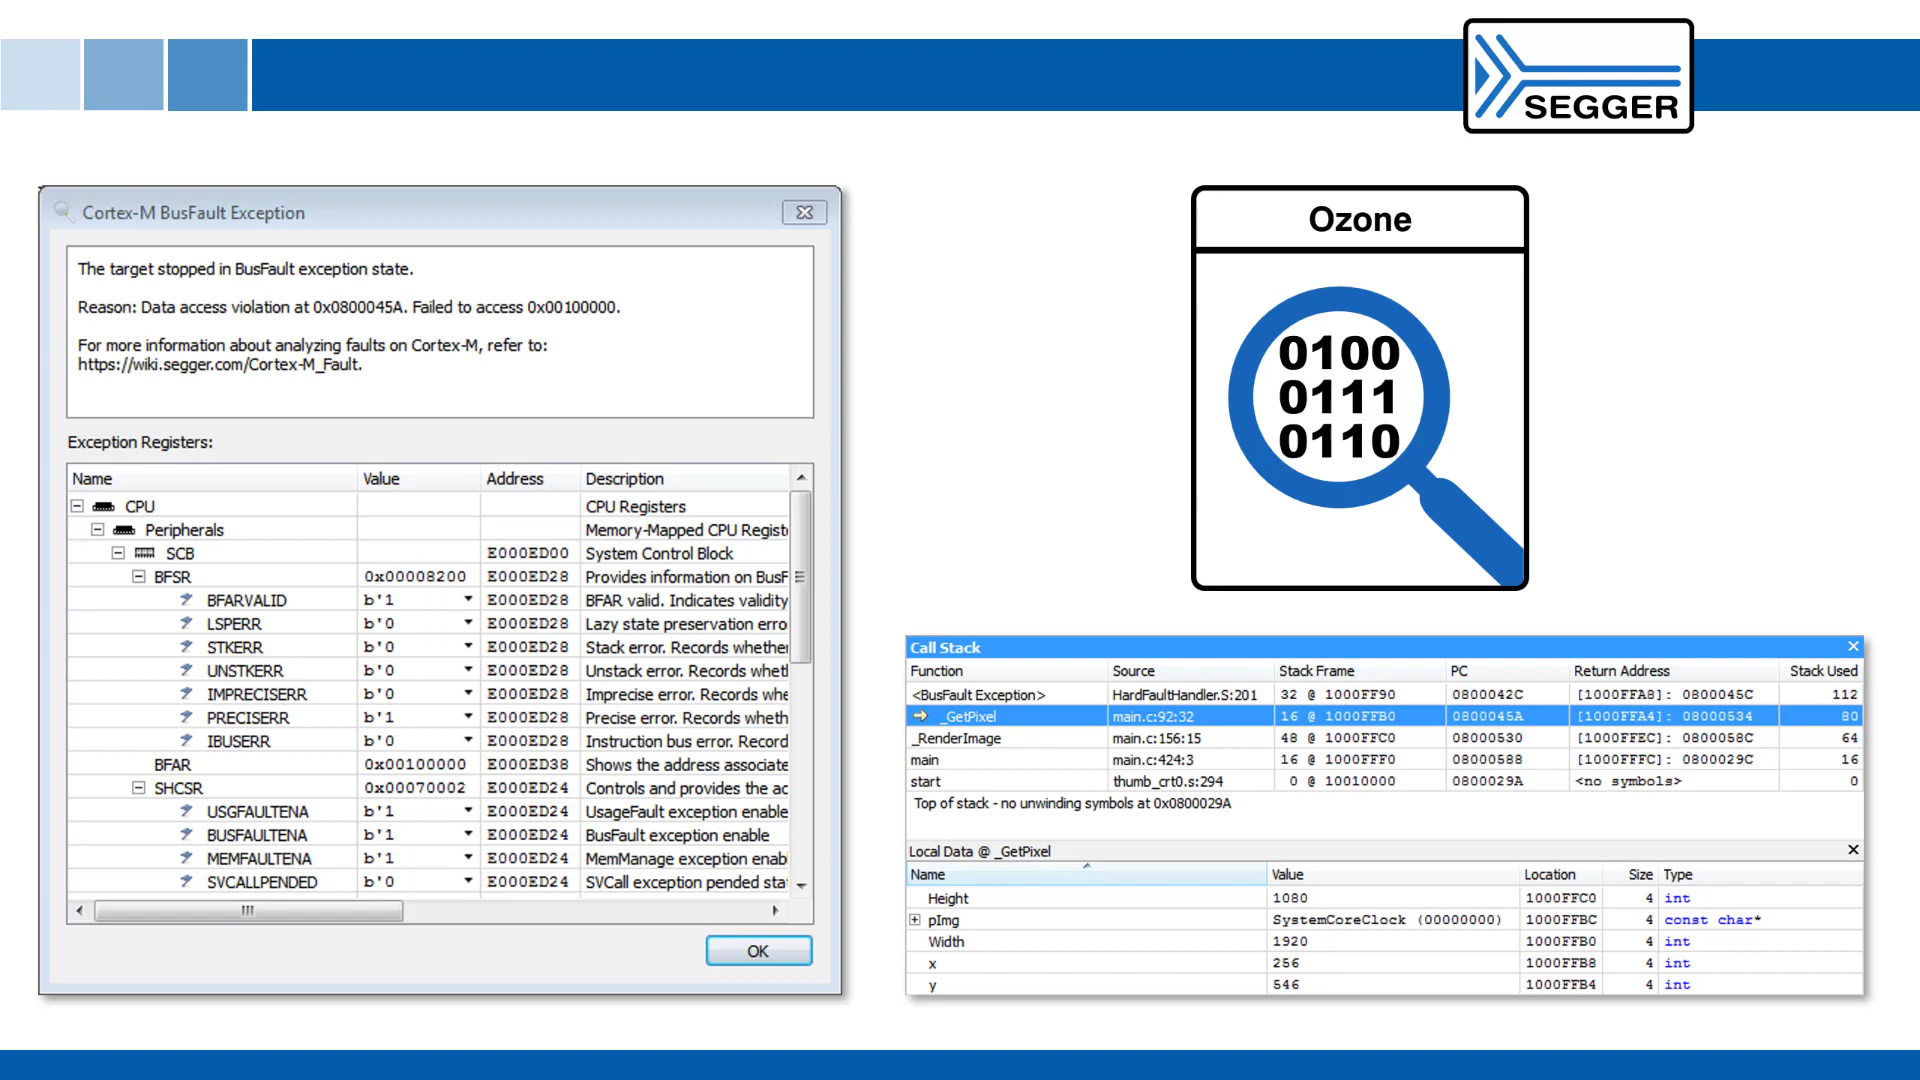 SEGGER
Cortex-M BusFault Exception
The target stopped in BusFault exception state.
Reason: Data access violation at 0x0800045A. Failed to access 0x00100000.
For more information about analyzing faults on Cortex-M, refer to:
https://wiki.segger.com/Cortex-M_Fault.
Exception Registers:
Name Value Address Description
CPU CPU Registers
Peripherals Memory-Mapped CPU Regist
SCB E000ED00 System Control Block
BFSR 0x00008200 E000ED28 Provides information on BusF
BFARVALID b'1 E000ED28 BFAR valid. Indicates validity
LSPERR b'0 E000ED28 Lazy state preservation erro
STKERR b'0 E000ED28 Stack error. Records whether
UNSTKERR b'0 E000ED28 Unstack error. Records whetl
IMPRECISERR b'0 E000ED28 Imprecise error. Records whe
PRECISERR b'1 E000ED28 Precise error. Records wheth
IBUSERR b'0 E000ED28 Instruction bus error. Record
BFAR 0x00100000 E000ED38 Shows the address associate
SHCSR 0x00070002 E000ED24 Controls and provides the ac
USGFAULTENA b'1 E000ED24 UsageFault exception enable
BUSFAULTENA b'1 E000ED24 BusFault exception enable
MEMFAULTENA b'1 E000ED24 MemManage exception enab
SVCALLPENDED b'0 E000ED24 SVCall exception pended sta
OK
Ozone
0100
0111
0110
Call Stack
Function Source Stack Frame PC Return Address Stack Used
<BusFault Exception> HardFaultHandler.S:201 32 @ 1000FF90 0800042C [1000FFA8]: 0800045C 112
_GetPixel main.c:92:32 16 @ 1000FFB0 0800045A [1000FFA4]: 08000534 80
_RenderImage main.c:156:15 48 @ 1000FFC0 08000530 [1000FFEC]: 0800058C 64
main main.c:424:3 16 @ 1000FFF0 08000588 [1000FFFC]: 0800029C 16
start thumb_crt0.s:294 0 @ 10010000 0800029A <no symbols> 0
Top of stack - no unwinding symbols at 0x0800029A
Local Data @ _GetPixel
Name Value Location Size Type
Height 1080 1000FFC0 4 int
pImg SystemCoreClock (00000000) 1000FFBC 4 const char*
Width 1920 1000FFB0 4 int
x 256 1000FFB8 4 int
y 546 1000FFB4 4 int